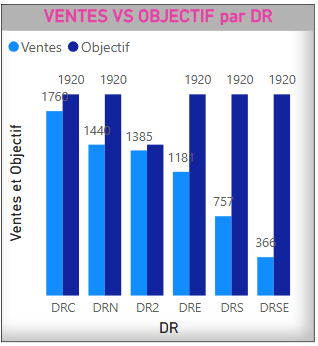 VENTES VS OBJECTIF par DR
Ventes Objectif
1920 1920 1920 1920 1920
1760
1440
1385
1181
757
366
Ventes et Objectif
DRC DRN DR2 DRE DRS DRSE
DR